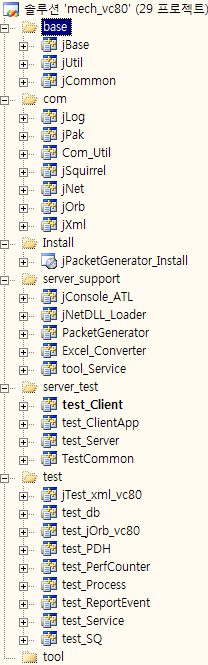 솔루션 'mech_vc80' (29 프로젝트)
base
jBase
jUtil
jCommon
com
jLog
jPak
Com_Util
jSquirrel
jNet
jOrb
jXml
Install
jPacketGenerator_Install
server_support
jConsole_ATL
jNetDLL_Loader
PacketGenerator
Excel_Converter
tool_Service
server_test
test_Client
test_ClientApp
test_Server
TestCommon
test
jTest_xml_vc80
test_db
test_jOrb_vc80
test_PDH
test_PerfCounter
test_Process
test_ReportEvent
test_Service
test_SQ
tool